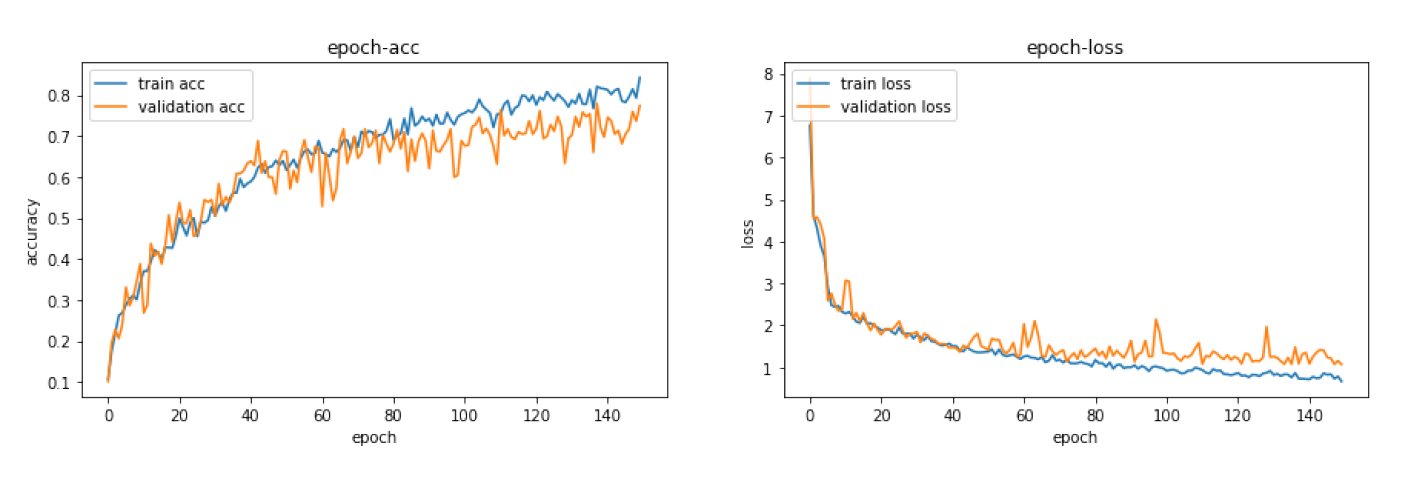 epoch-acc
train acc
validation acc
accuracy
0.8
0.7
0.6
0.5
0.4
0.3
0.2
0.1
0 20 40 60 80 100 120 140
epoch
epoch-loss
train loss
validation loss
loss
8
7
6
5
4
3
2
1
0 20 40 60 80 100 120 140
epoch